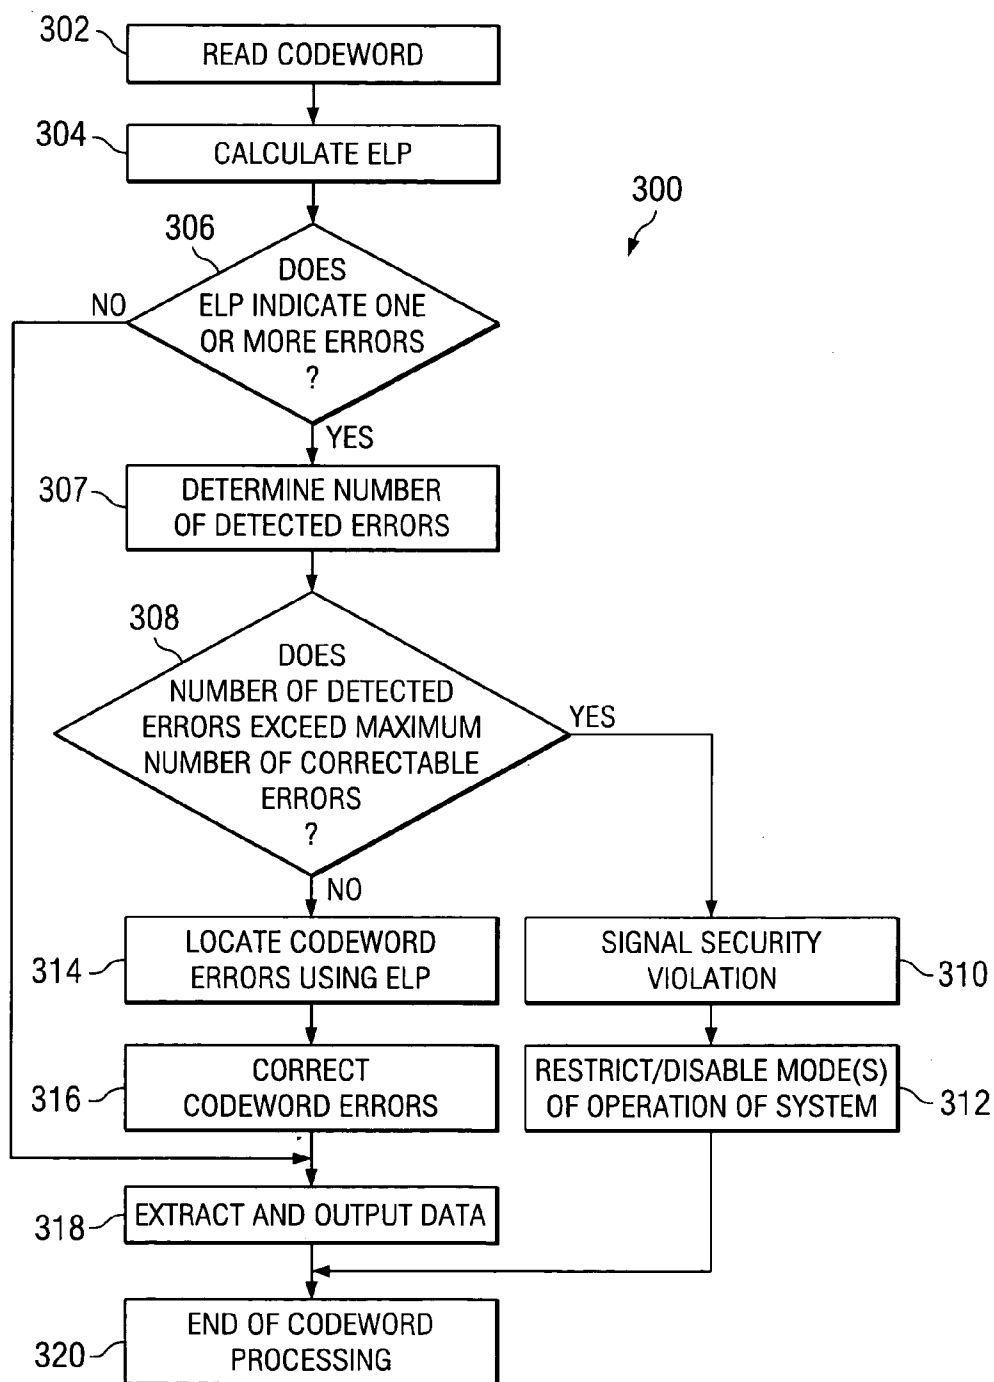 302
READ CODEWORD
304
CALCULATE ELP
300
306
DOES
ELP INDICATE ONE
OR MORE ERRORS
?
NO
YES
307
DETERMINE NUMBER
OF DETECTED ERRORS
308
DOES
NUMBER OF DETECTED
ERRORS EXCEED MAXIMUM
NUMBER OF CORRECTABLE
ERRORS
?
YES
NO
314
LOCATE CODEWORD
ERRORS USING ELP
SIGNAL SECURITY
VIOLATION
310
316
CORRECT
CODEWORD ERRORS
RESTRICT/DISABLE MODE(S)
OF OPERATION OF SYSTEM
312
318
EXTRACT AND OUTPUT DATA
320
END OF CODEWORD
PROCESSING